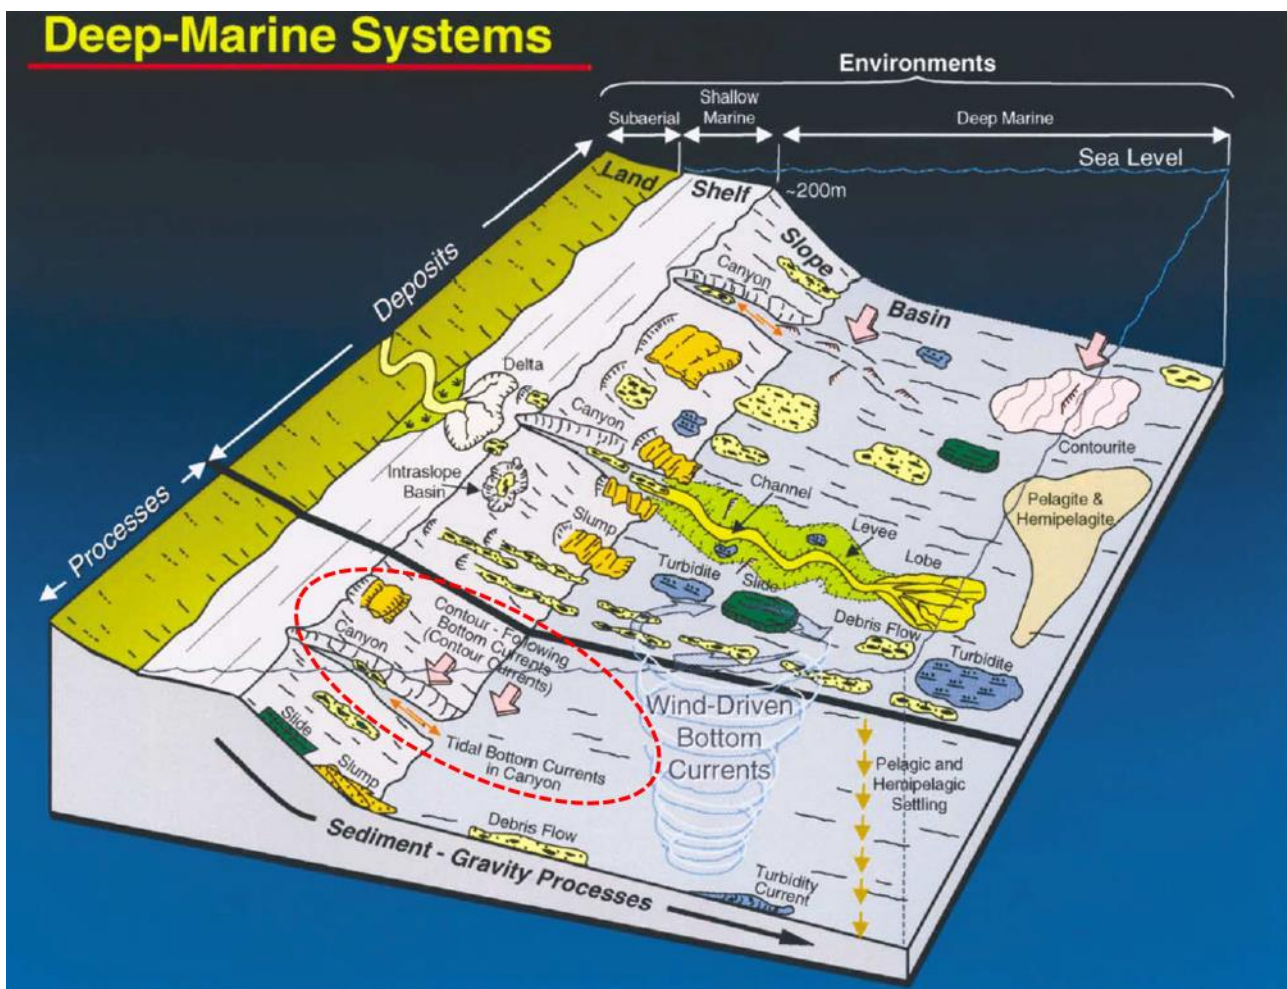 Deep-Marine Systems
Environments
Subaerial
Shallow
Marine
Deep Marine
Sea Level
~200m
Land
Shelf
Slope
Basin
Deposits
Processes
Canyon
Delta
Canyon
Intraslope
Basin
Slump
Channel
Levee
Lobe
Contourite
Pelagite &
Hemipelagite
Turbidite
Slide
Debris Flow
Turbidite
Canyon
Contour - Following
Bottom Currents
(Contour Currents)
Tidal Bottom Currents
in Canyon
Wind-Driven
Bottom
Currents
Pelagic and
Hemipelagic
Settling
Slide
Slump
Debris Flow
Turbidity
Current
Sediment - Gravity Processes